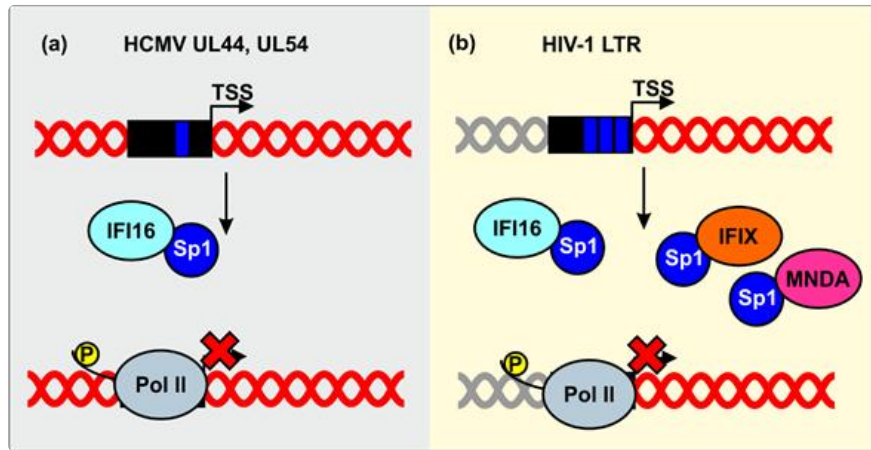 (a) HCMV UL44, UL54
TSS
IFI16
Sp1
P
Pol II
(b) HIV-1 LTR
TSS
IFI16
Sp1
IFIX
Sp1
MNDA
Sp1
P
Pol II